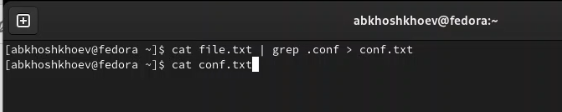 abkhoshkhoev@fedora:~
[abkhoshkhoev@fedora ~]$ cat file.txt | grep .conf > conf.txt
[abkhoshkhoev@fedora ~]$ cat conf.txt